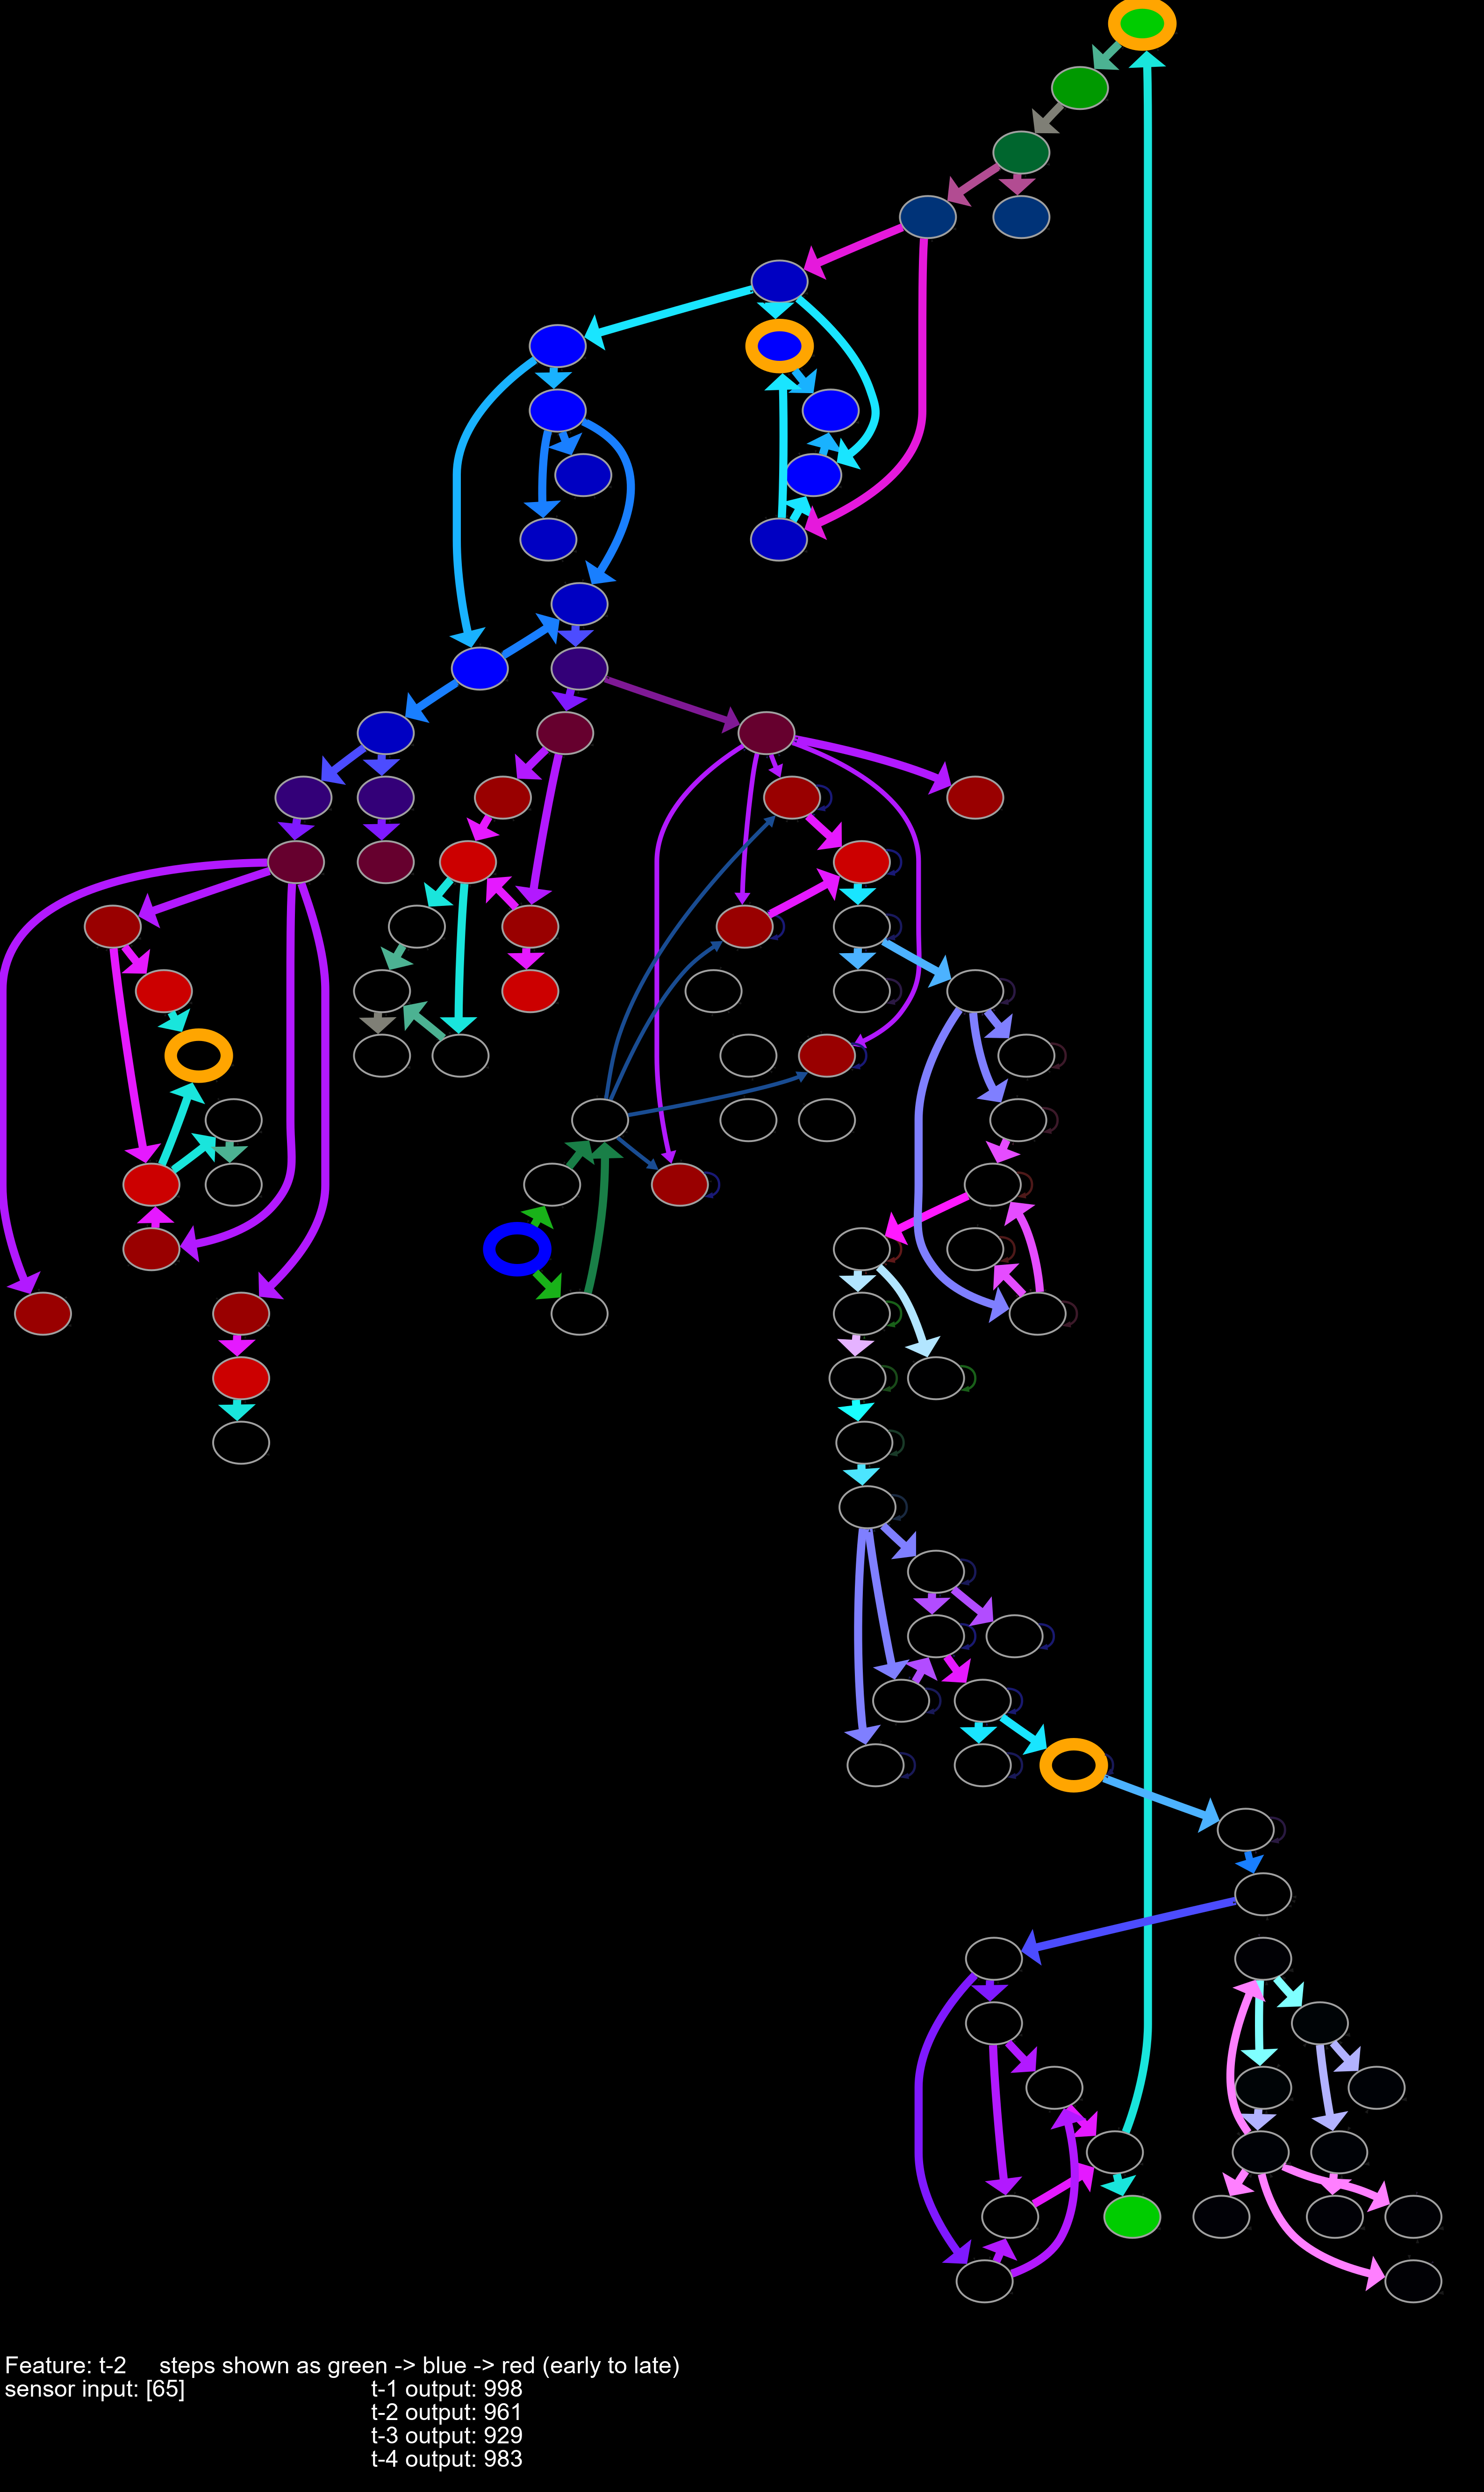 Feature: t-2 steps shown as green -> blue -> red (early to late)
sensor input: [65] t-1 output: 998
t-2 output: 961
t-3 output: 929
t-4 output: 983